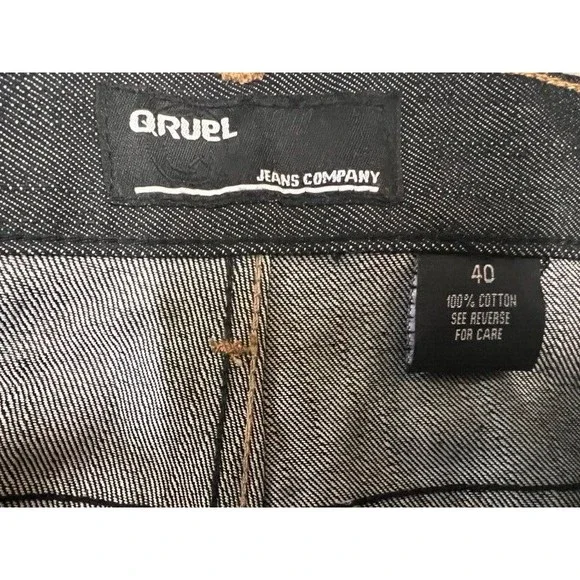 QRUEL
JEANS COMPANY
40
100% COTTON
SEE REVERSE
FOR CARE